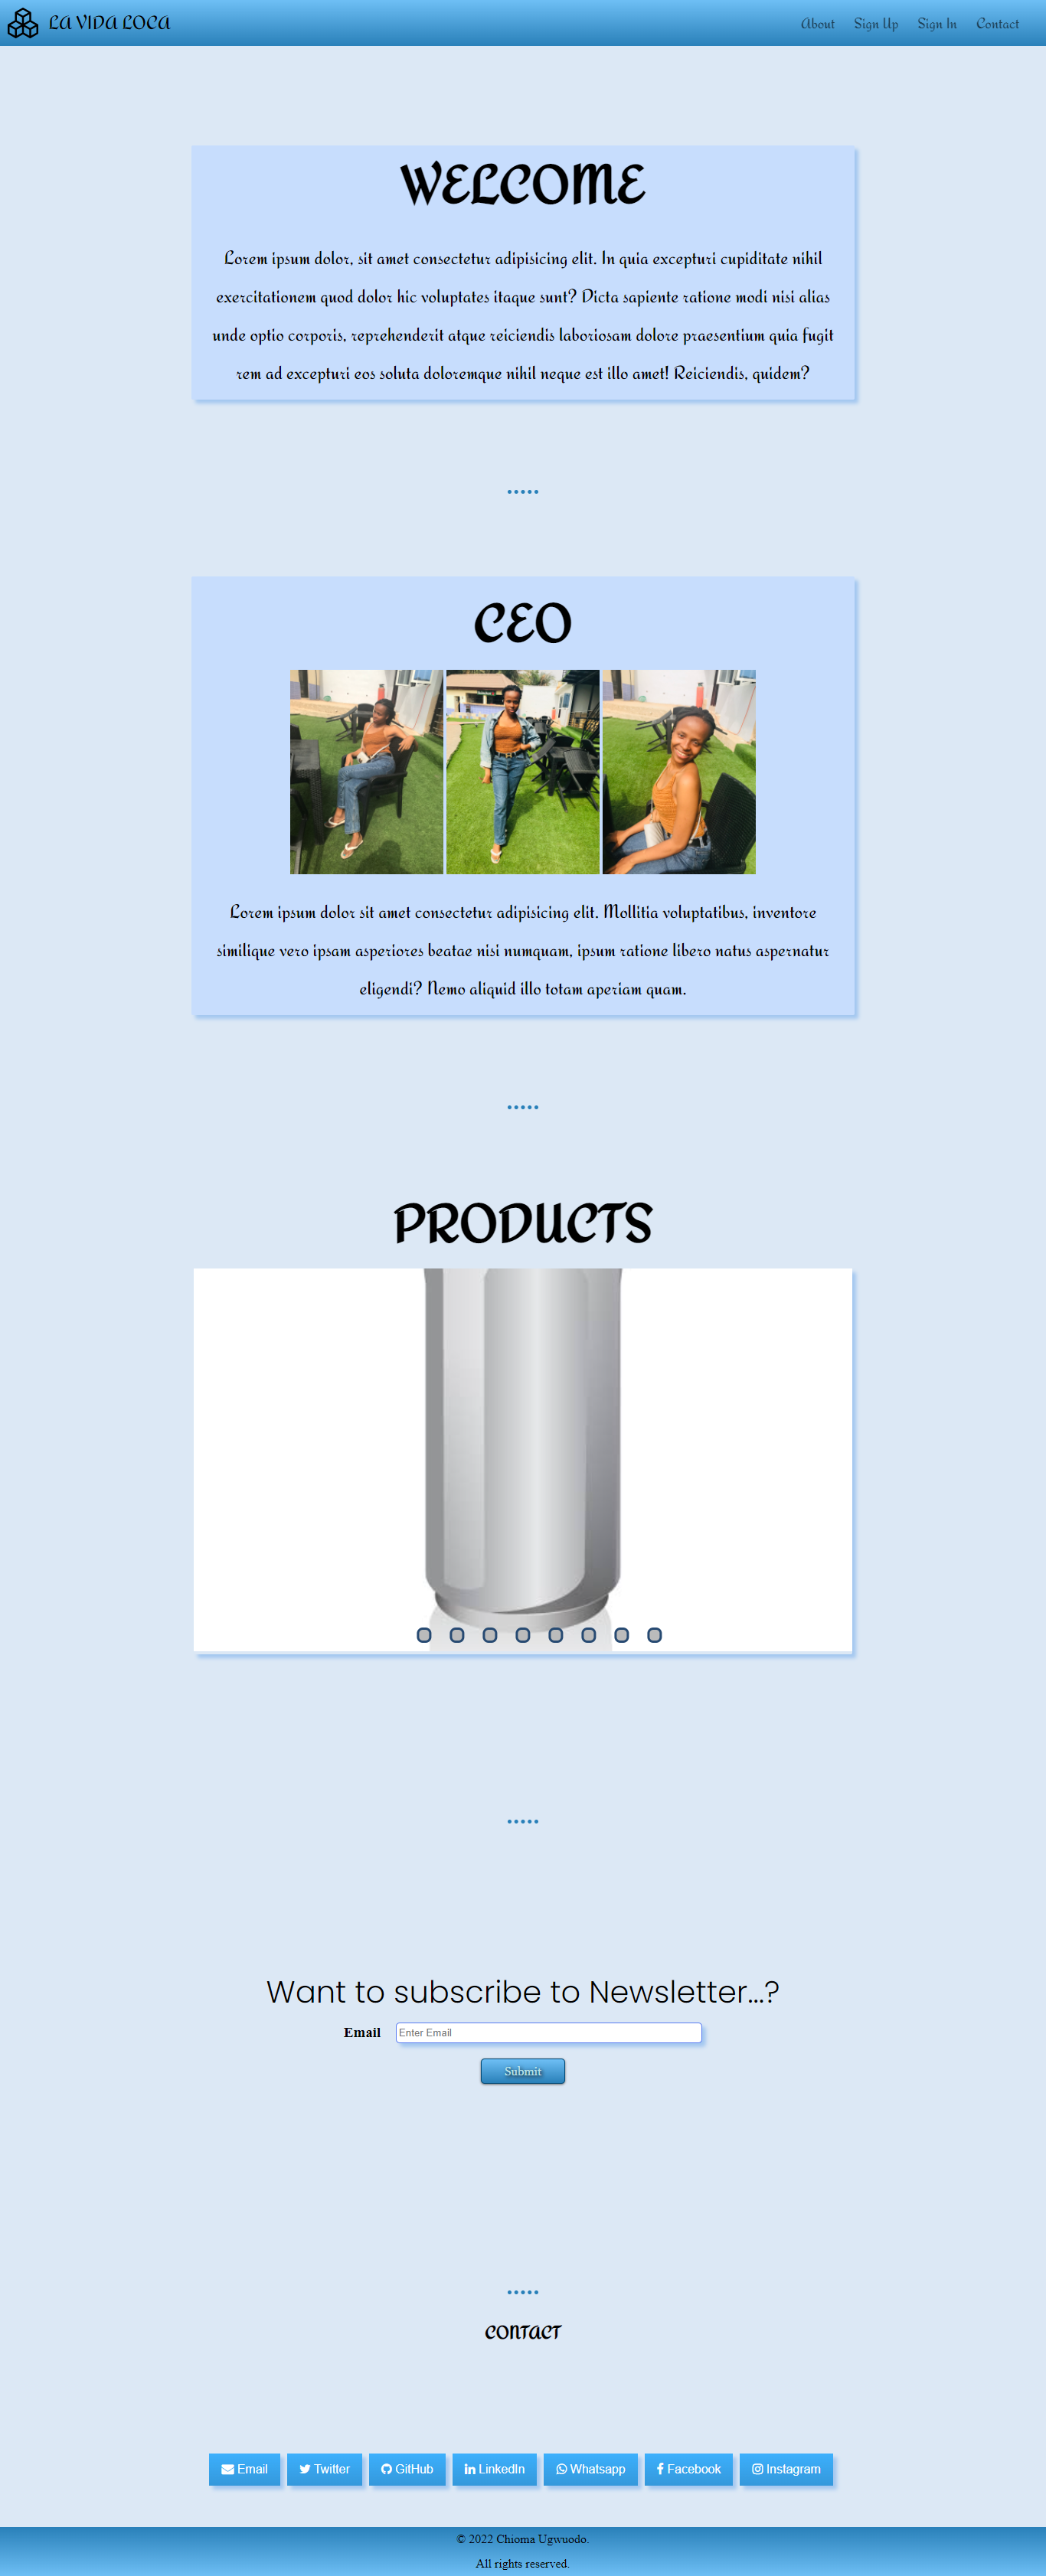 LA VIDA LOCA
About Sign Up Sign In Contact
WELCOME
Lorem ipsum dolor, sit amet consectetur adipisicing elit. In quia excepturi cupiditate nihil
exercitationem quod dolor hic voluptates itaque sunt? Dicta sapiente ratione modi nisi alias
unde optio corporis, reprehenderit atque reiciendis laboriosam dolore praesentium quia fugit
rem ad excepturi eos soluta doloremque nihil neque est illo amet! Reiciendis, quidem?
CEO
Lorem ipsum dolor sit amet consectetur adipisicing elit. Mollitia voluptatibus, inventore
similique vero ipsam asperiores beatae nisi numquam, ipsum ratione libero natus aspernatur
eligendi? Nemo aliquid illo totam aperiam quam.
PRODUCTS
Want to subscribe to Newsletter...?
Email Enter Email
Submit
CONTACT
Email Twitter GitHub LinkedIn Whatsapp Facebook Instagram
© 2022 Chioma Ugwuodo.
All rights reserved.